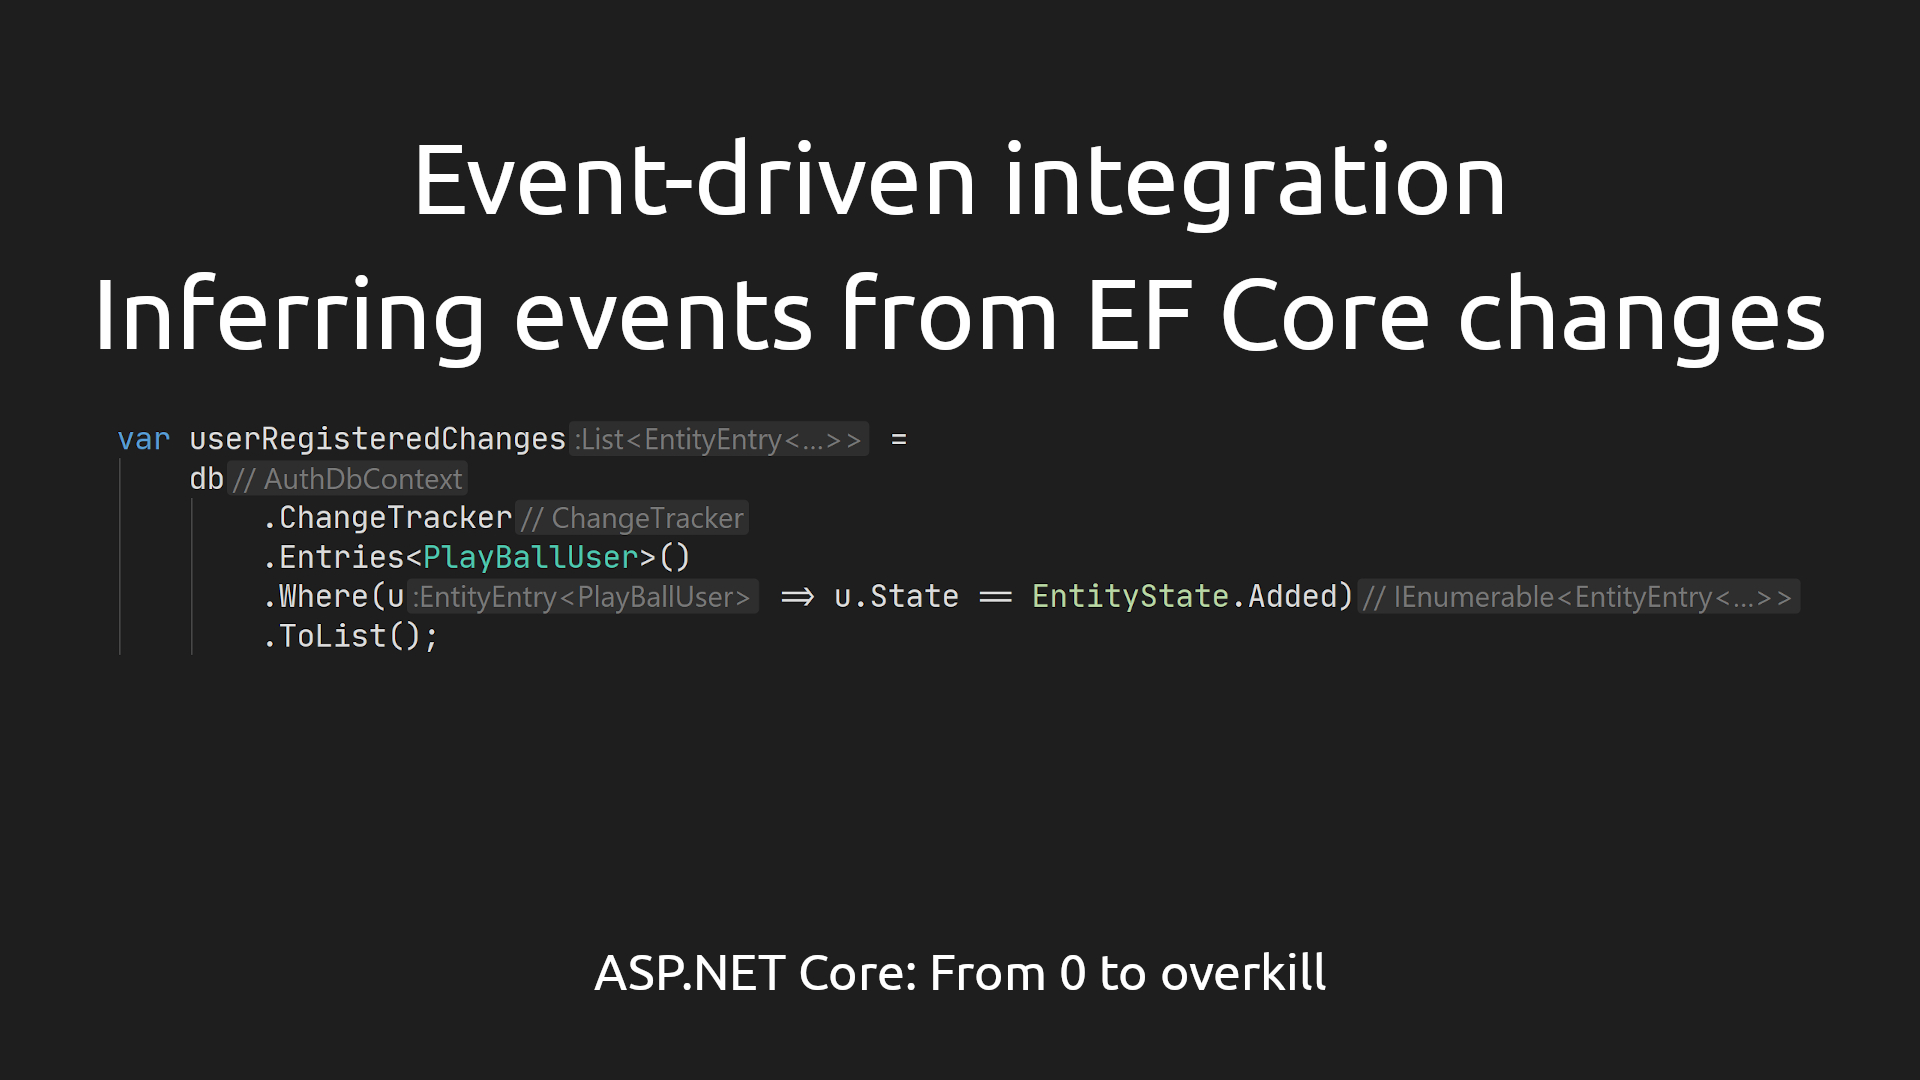 Event-driven integration
Inferring events from EF Core changes
var userRegisteredChanges :List<EntityEntry<...>> =
db // AuthDbContext
.ChangeTracker // ChangeTracker
.Entries<PlayBallUser>()
.Where(u :EntityEntry<PlayBallUser> => u.State == EntityState.Added) // IEnumerable<EntityEntry<...>>
.ToList();
ASP.NET Core: From 0 to overkill